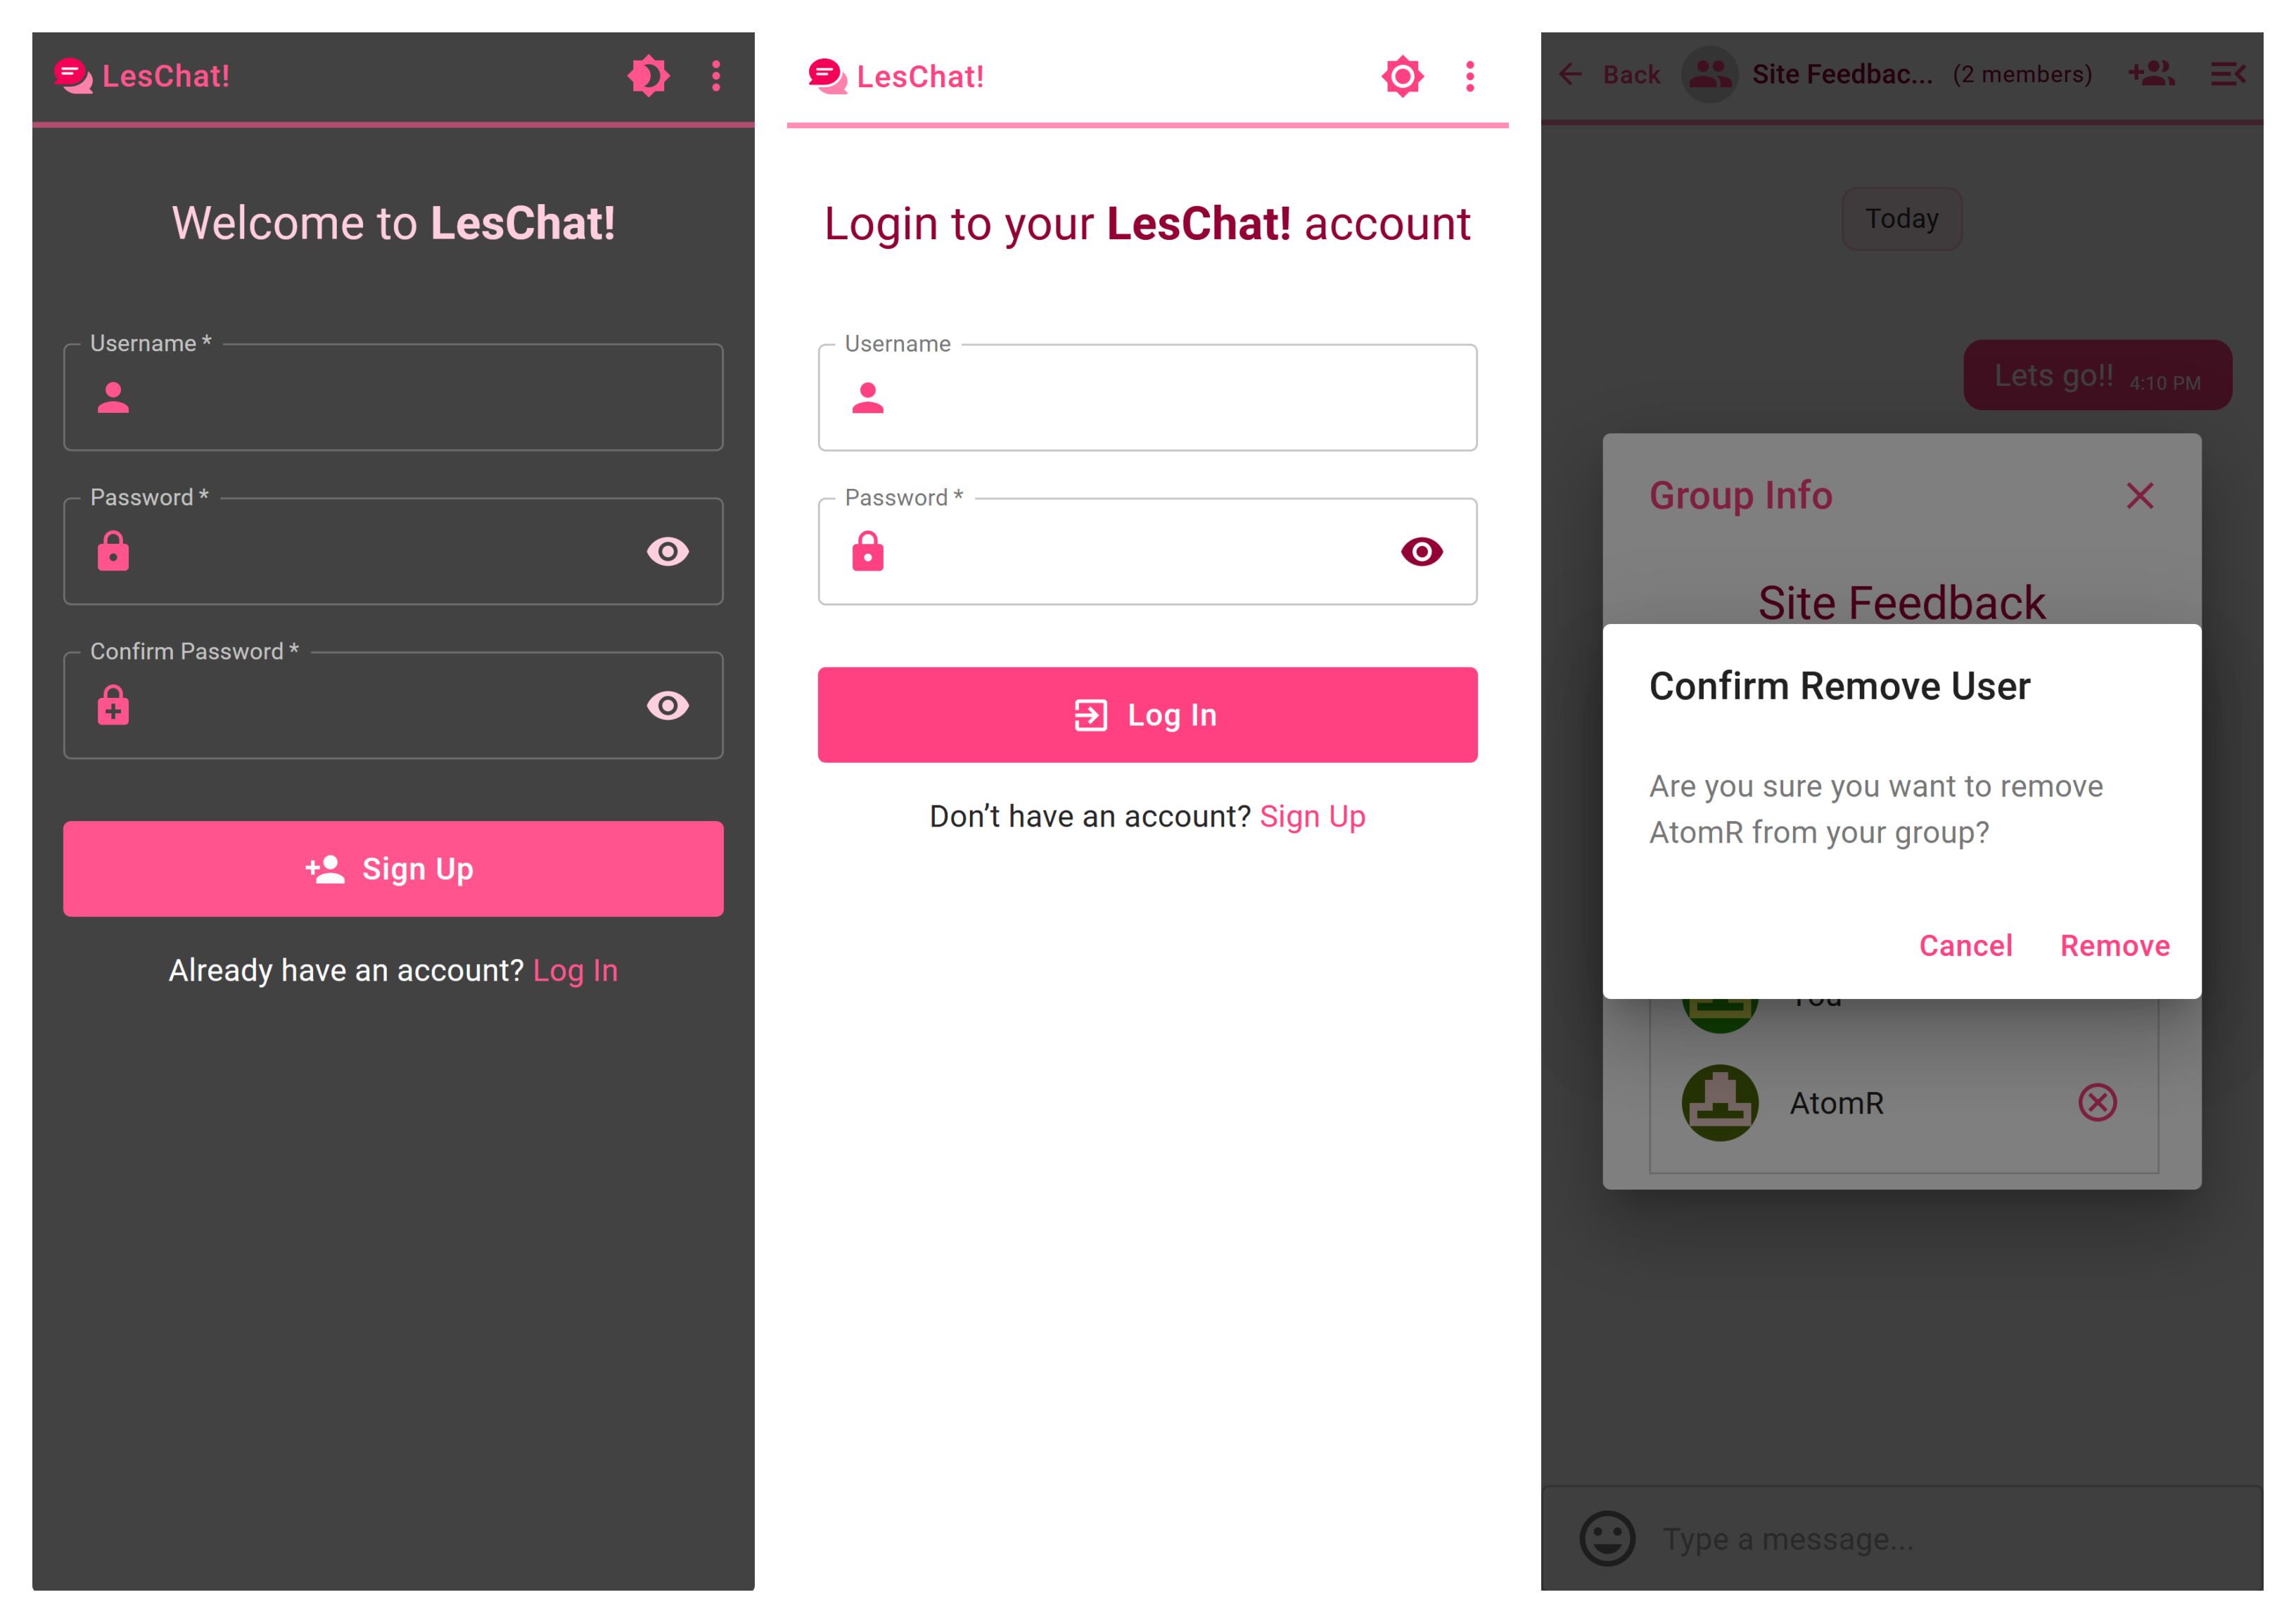 LesChat!
Welcome to LesChat!
Username *
Password *
Confirm Password *
Sign Up
Already have an account? Log In
LesChat!
Login to your LesChat! account
Username
Password *
Log In
Don’t have an account? Sign Up
Back Site Feedbac... (2 members)
Today
Lets go!! 4:10 PM
Group Info
Site Feedback
Confirm Remove User
Are you sure you want to remove
AtomR from your group?
Cancel Remove
You
AtomR
Type a message...